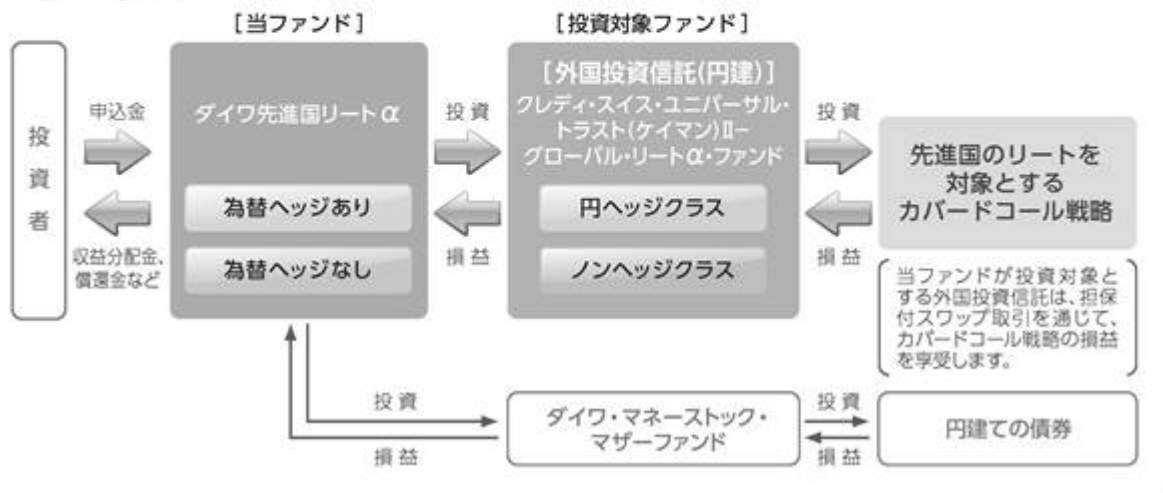 [当ファンド]
[投資対象ファンド]
投資者
申込金
収益分配金、
償還金など
ダイワ先進国リートα
為替ヘッジあり
為替ヘッジなし
投資
損益
[外国投資信託(円建)]
クレディ・スイス・ユニバーサル・
トラスト(ケイマン)Ⅱ−
グローバル・リートα・ファンド
円ヘッジクラス
ノンヘッジクラス
投資
損益
先進国のリートを
対象とする
カバードコール戦略
当ファンドが投資対象と
する外国投資信託は、担保
付スワップ取引を通じて、
カバードコール戦略の損益
を享受します。
投資
損益
ダイワ・マネーストック・
マザーファンド
投資
損益
円建ての債券